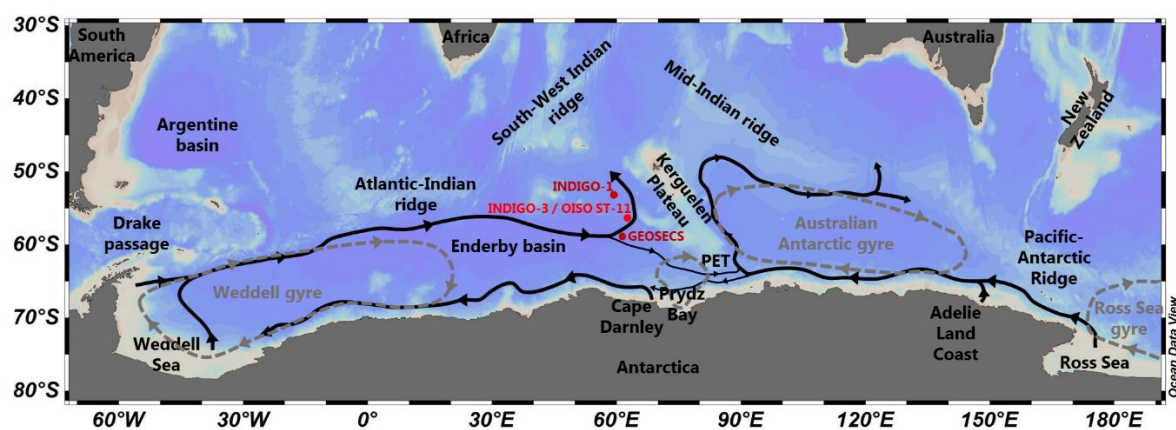 30°S
40°S
50°S
60°S
70°S
80°S
South
America
Africa
Australia
South-West Indian
ridge
Mid-Indian ridge
New
Zealand
Argentine
basin
Kerguelen
Plateau
INDIGO-1
Atlantic-Indian
ridge
INDIGO-3 / OISO ST-11
GEOSECS
Drake
passage
Enderby basin
Australian
Antarctic gyre
PET
Pacific-
Antarctic
Ridge
Weddell gyre
Prydz
Bay
Cape
Darnley
Adelie
Land
Coast
Ross Sea
gyre
Weddell
Sea
Antarctica
Ross Sea
Ocean Data View
60°W
30°W
0°
30°E
60°E
90°E
120°E
150°E
180°E